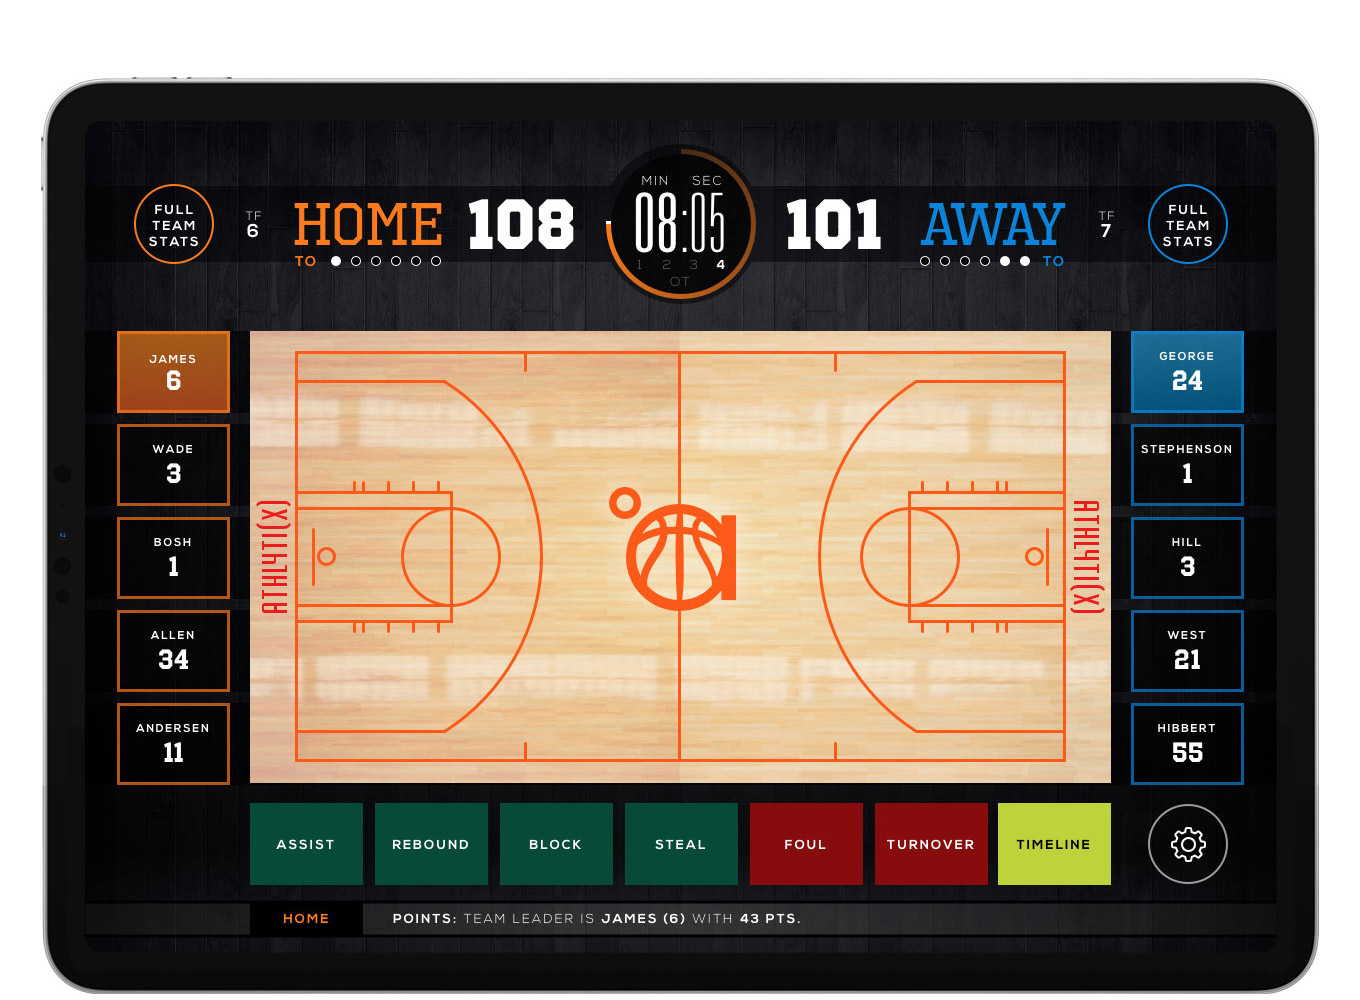 MIN SEC
FULL
TEAM
STATS
TF
6
HOME
108
08:05
101
AWAY
TF
7
FULL
TEAM
STATS
TO
1 2 3 4
TO
OT
JAMES
6
WADE
3
BOSH
1
ALLEN
34
ANDERSEN
11
ATHLYTI(X)
ATHLYTI(X)
GEORGE
24
STEPHENSON
1
HILL
3
WEST
21
HIBBERT
55
ASSIST
REBOUND
BLOCK
STEAL
FOUL
TURNOVER
TIMELINE
HOME
POINTS: TEAM LEADER IS JAMES (6) WITH 43 PTS.